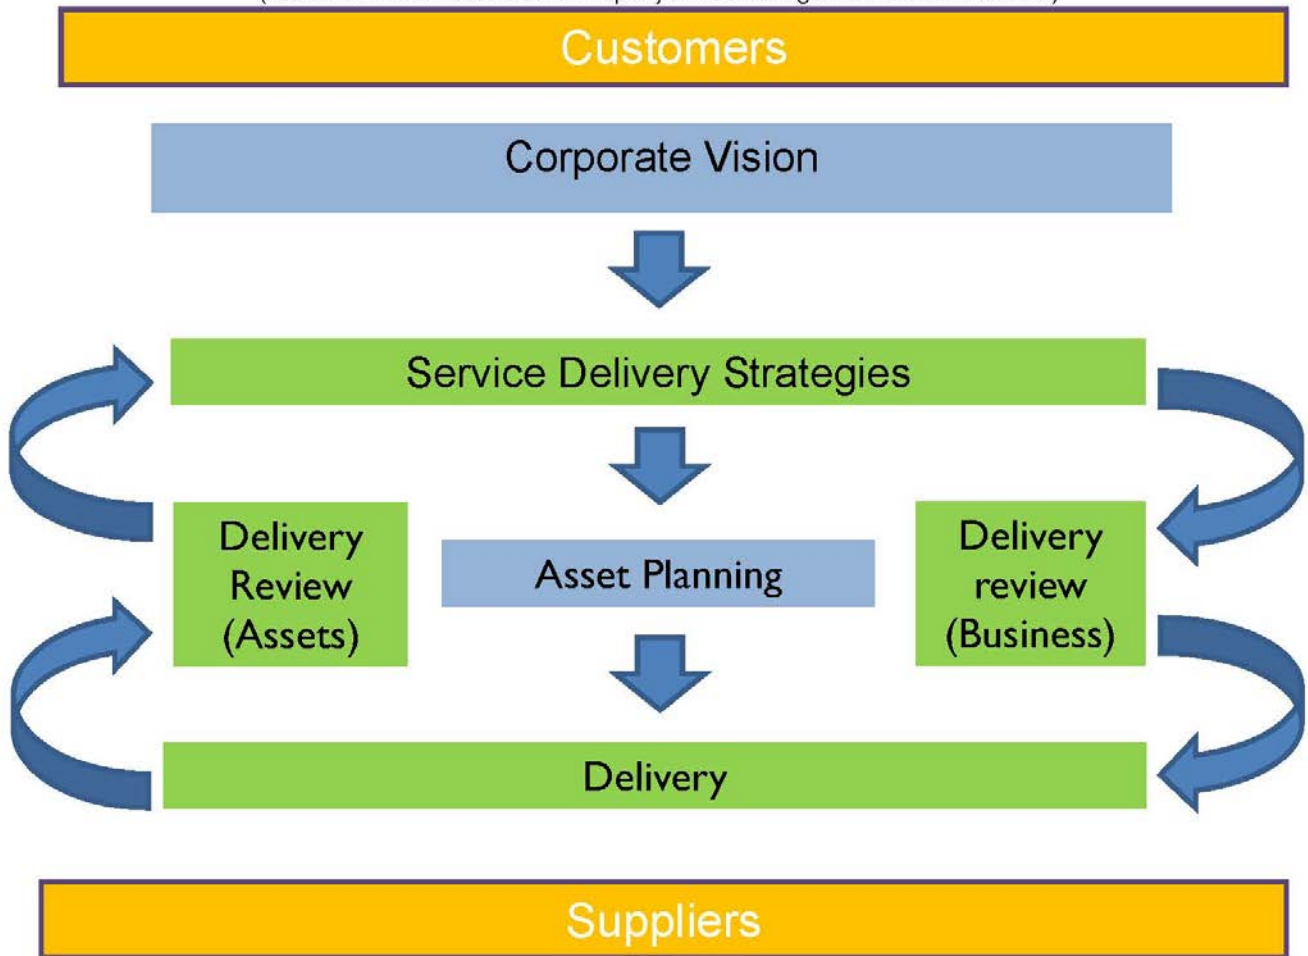 Customers
Corporate Vision
Service Delivery Strategies
Delivery
Review
(Assets)
Asset Planning
Delivery
review
(Business)
Delivery
Suppliers